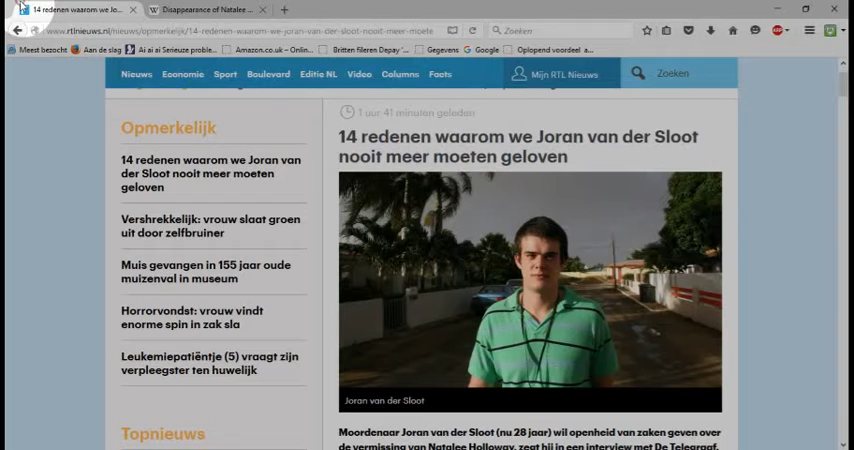 14 redenen waarom we Jo...
Disappearance of Natalee ...
www.rtlnieuws.nl/nieuws/opmerkelijk/14-redenen-waarom-we-joran-van-der-sloot-nooit-meer-moete
Zoeken
Meest bezocht
Aan de slag
Ai ai ai Serieuze proble...
Amazon.co.uk – Onlin...
Britten fileren Depay '...
Gegevens
Google
Oplopend voordeel a...
Nieuws
Economie
Sport
Boulevard
Editie NL
Video
Columns
Facts
Mijn RTL Nieuws
Zoeken
Opmerkelijk
14 redenen waarom we Joran van
der Sloot nooit meer moeten
geloven
Vershrekkelijk: vrouw slaat groen
uit door zelfbruiner
Muis gevangen in 155 jaar oude
muizenval in museum
Horrorvondst: vrouw vindt
enorme spin in zak sla
Leukemiepatiëntje (5) vraagt zijn
verpleegster ten huwelijk
Topnieuws
1 uur 41 minuten geleden
14 redenen waarom we Joran van der Sloot
nooit meer moeten geloven
Joran van der Sloot
Moordenaar Joran van der Sloot (nu 28 jaar) wil openheid van zaken geven over
de vermissing van Natalee Holloway, zegt hij in een interview met De Telegraaf.